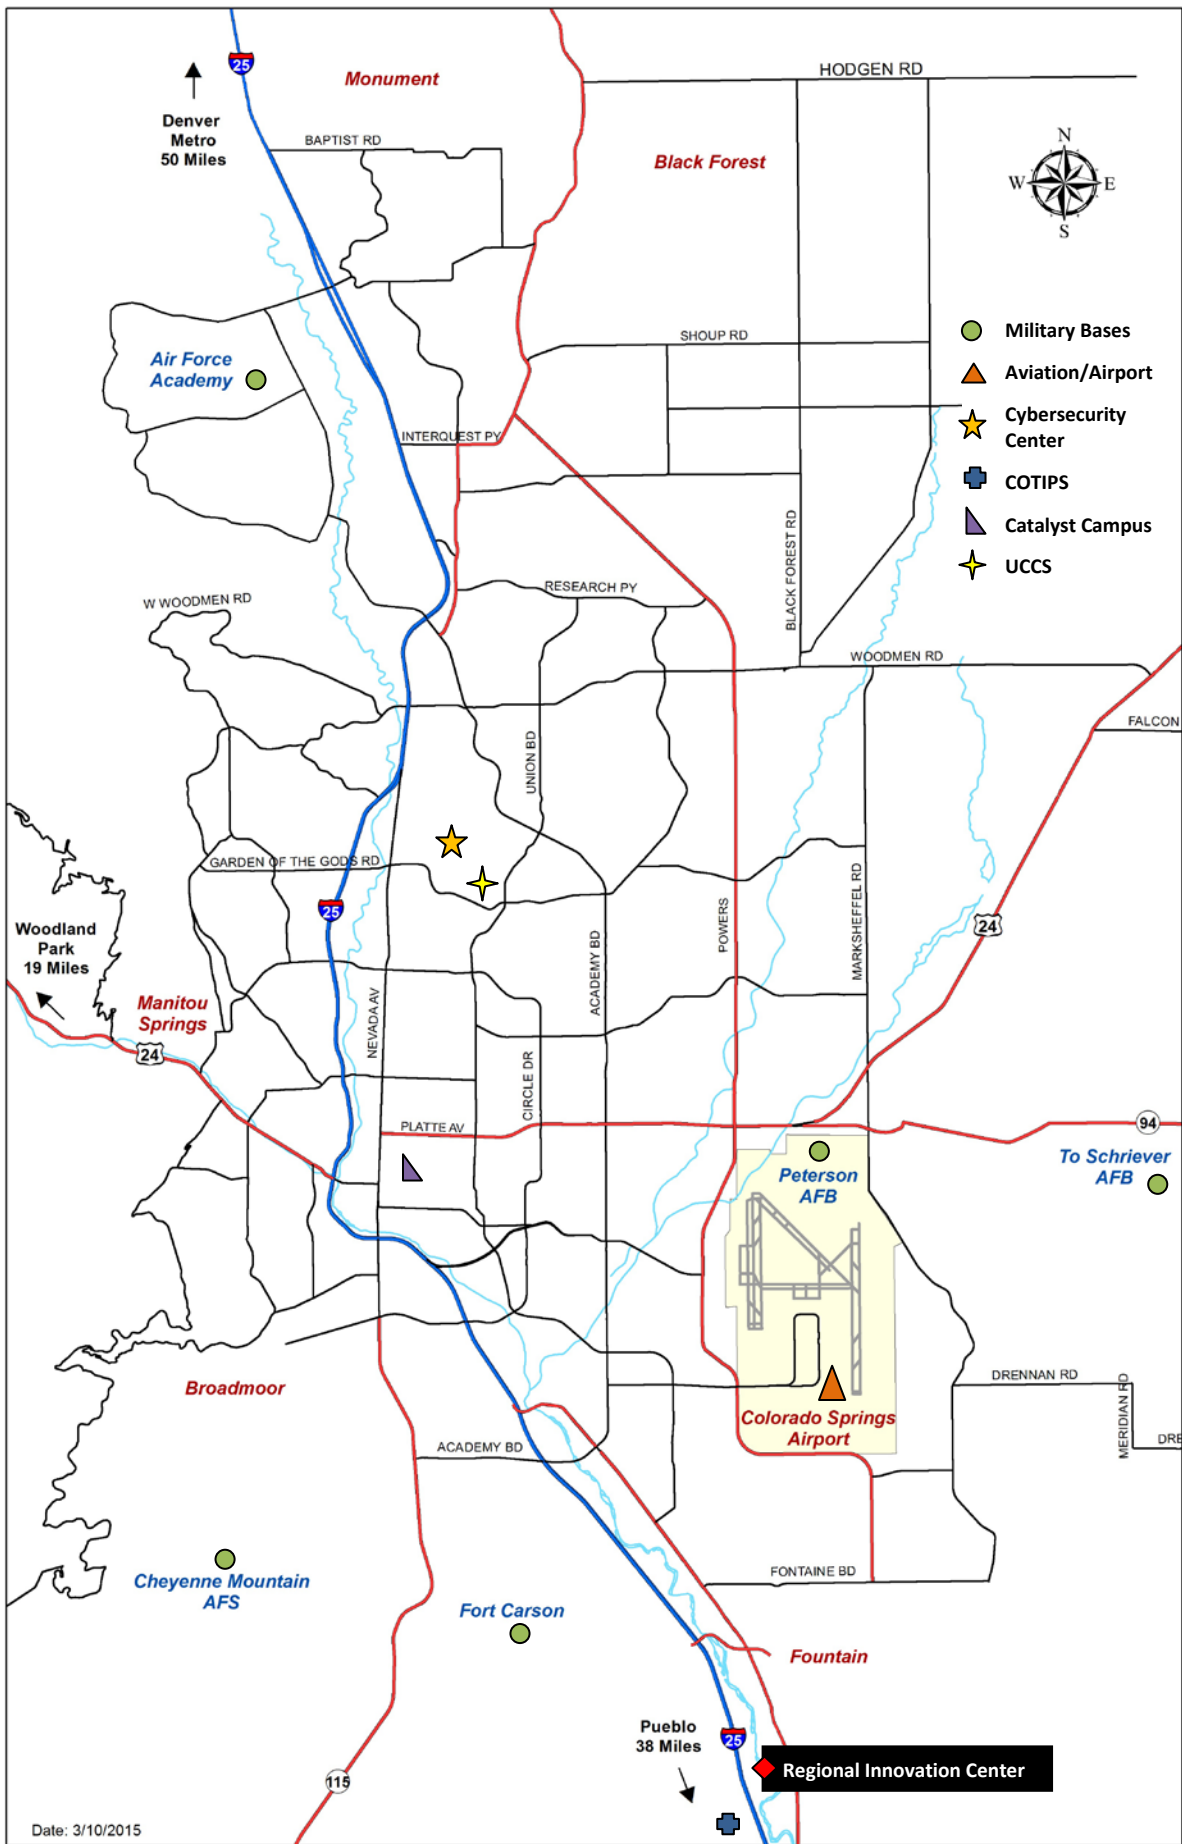 25
Monument
HODGEN RD
Denver
Metro
50 Miles
BAPTIST RD
Black Forest
N
W
E
S
Military Bases
SHOUP RD
Air Force
Academy
Aviation/Airport
Cybersecurity
Center
INTERQUEST PY
COTIPS
Catalyst Campus
BLACK FOREST RD
UCCS
RESEARCH PY
W WOODMEN RD
WOODMEN RD
FALCON
UNION BD
GARDEN OF THE GODS RD
25
POWERS
MARKSHEFFEL RD
24
Woodland
Park
19 Miles
ACADEMY BD
Manitou
Springs
NEVADA AV
24
CIRCLE DR
PLATTE AV
94
To Schriever
AFB
Peterson
AFB
DRENNAN RD
Broadmoor
MERIDIAN RD
Colorado Springs
Airport
DRE
ACADEMY BD
FONTAINE BD
Cheyenne Mountain
AFS
Fort Carson
Fountain
Pueblo
38 Miles
25
Regional Innovation Center
115
Date: 3/10/2015